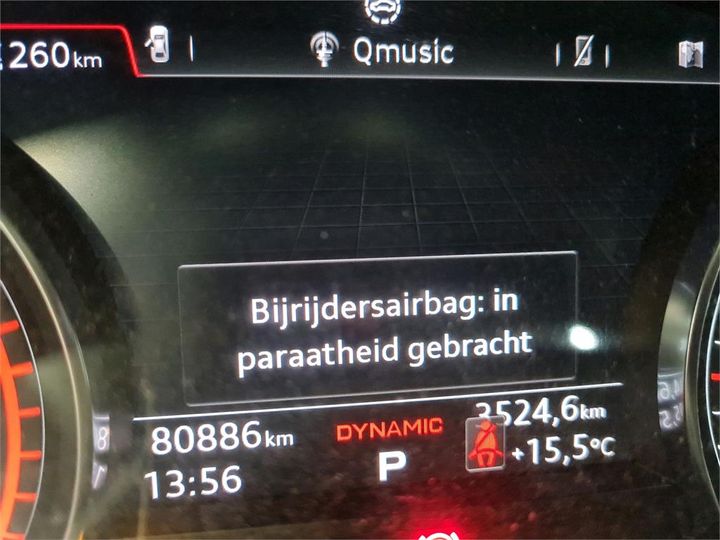 260km
Qmusic
Bijrijdersairbag: in
paraatheid gebracht
80886km
DYNAMIC
3524,6km
13:56
P
+15,5°C